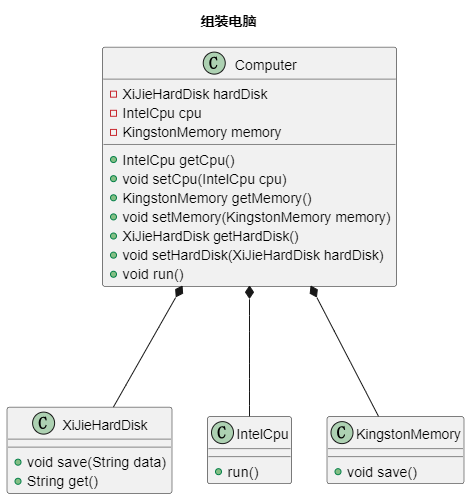 组装电脑
C Computer
XiJieHardDisk hardDisk
IntelCpu cpu
KingstonMemory memory
IntelCpu getCpu()
void setCpu(IntelCpu cpu)
KingstonMemory getMemory()
void setMemory(KingstonMemory memory)
XiJieHardDisk getHardDisk()
void setHardDisk(XiJieHardDisk hardDisk)
void run()
C XiJieHardDisk
void save(String data)
String get()
C IntelCpu
run()
C KingstonMemory
void save()